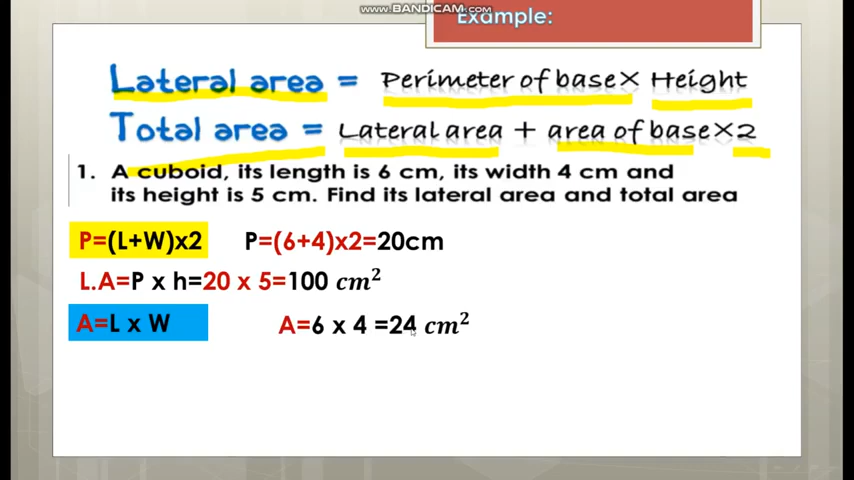 www.BANDICAM.com
Example:
Lateral area = Perimeter of base× Height
Total area = Lateral area + area of base×2
1. A cuboid, its length is 6 cm, its width 4 cm and
its height is 5 cm. Find its lateral area and total area
P=(L+W)x2 P=(6+4)x2=20cm
L.A=P x h=20 x 5=100 cm²
A=L x W A=6 x 4 =24 cm²